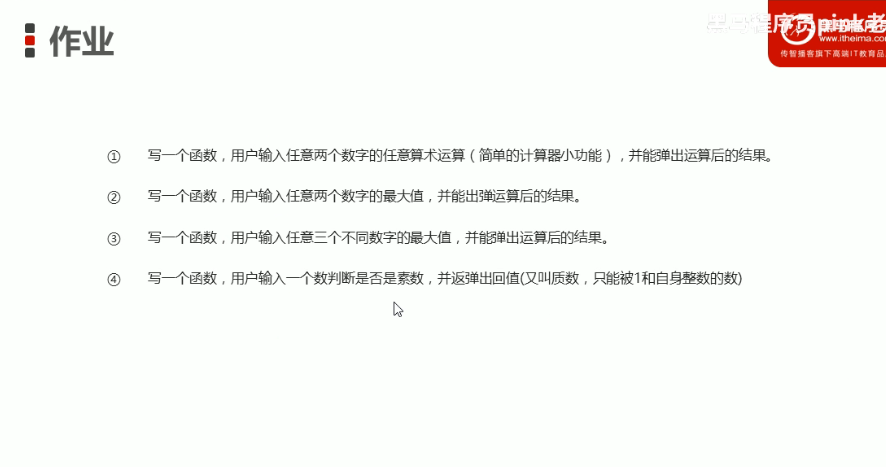 作业
程序员pink老
www.itheima.com
传智播客旗下高端IT教育品
① 写一个函数，用户输入任意两个数字的任意算术运算（简单的计算器小功能），并能弹出运算后的结果。
② 写一个函数，用户输入任意两个数字的最大值，并能出弹运算后的结果。
③ 写一个函数，用户输入任意三个不同数字的最大值，并能弹出运算后的结果。
④ 写一个函数，用户输入一个数判断是否是素数，并返弹出回值(又叫质数，只能被1和自身整数的数)